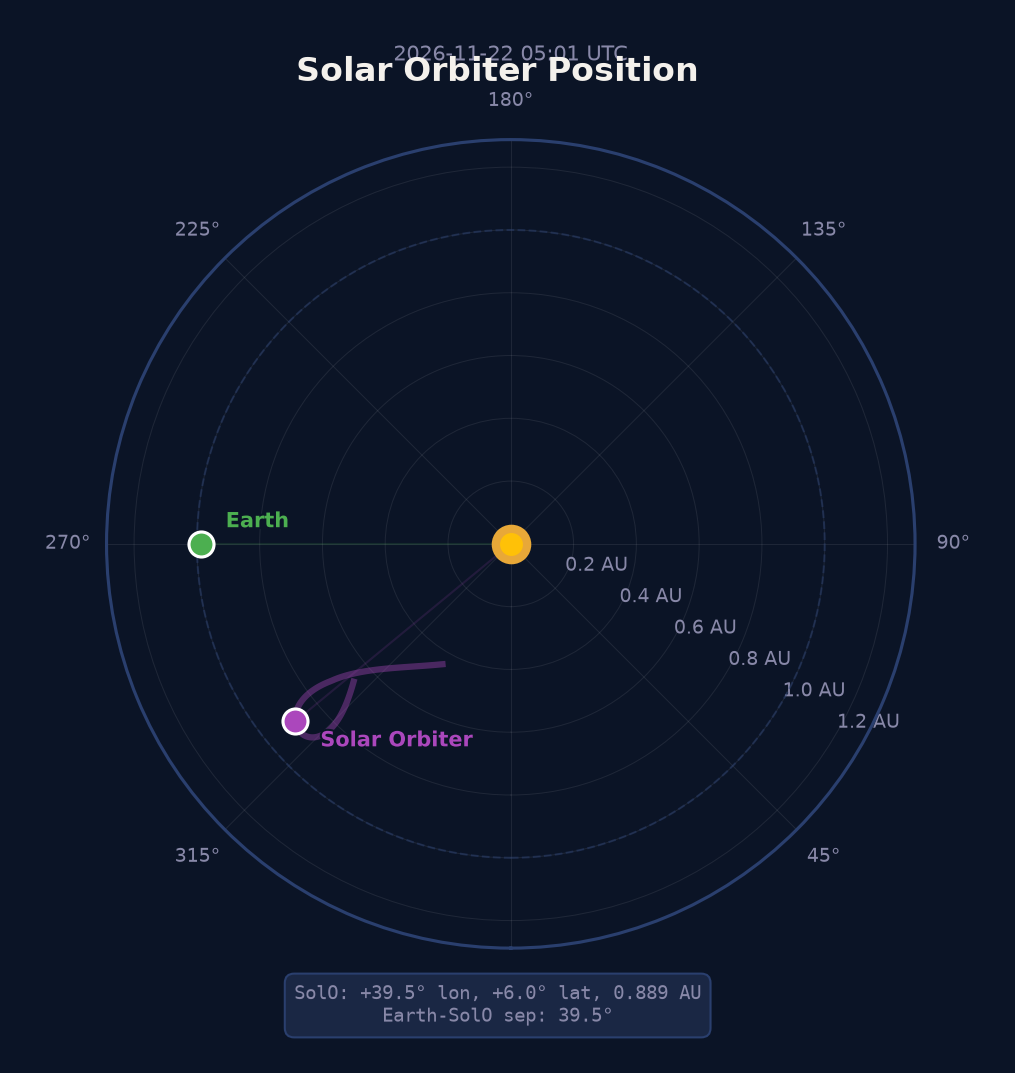 2026-11-22 05:01 UTC
Solar Orbiter Position
180°
225°
135°
Earth
270°
90°
0.2 AU
0.4 AU
0.6 AU
0.8 AU
1.0 AU
1.2 AU
Solar Orbiter
315°
45°
SolO: +39.5° lon, +6.0° lat, 0.889 AU
Earth-SolO sep: 39.5°